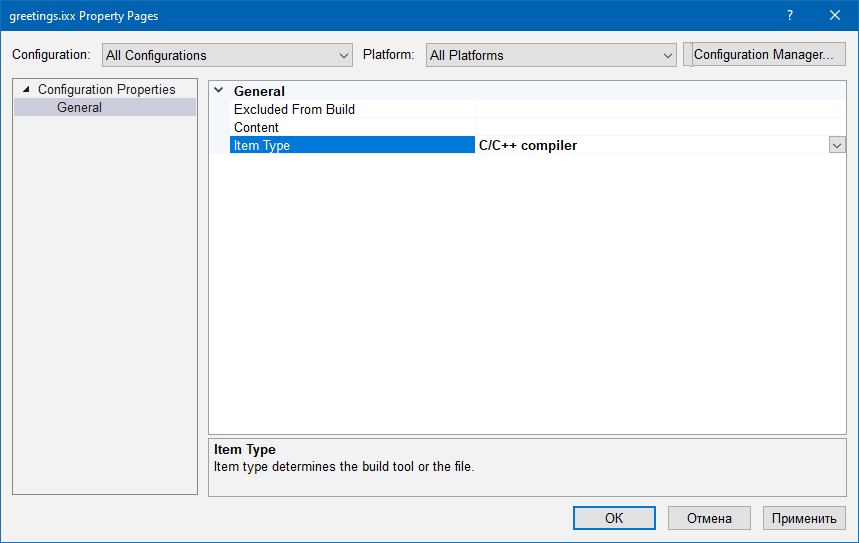 greetings.ixx Property Pages
?
Configuration: All Configurations Platform: All Platforms Configuration Manager...
Configuration Properties
General
General
Excluded From Build
Content
Item Type C/C++ compiler
Item Type
Item type determines the build tool or the file.
ОК Отмена Применить